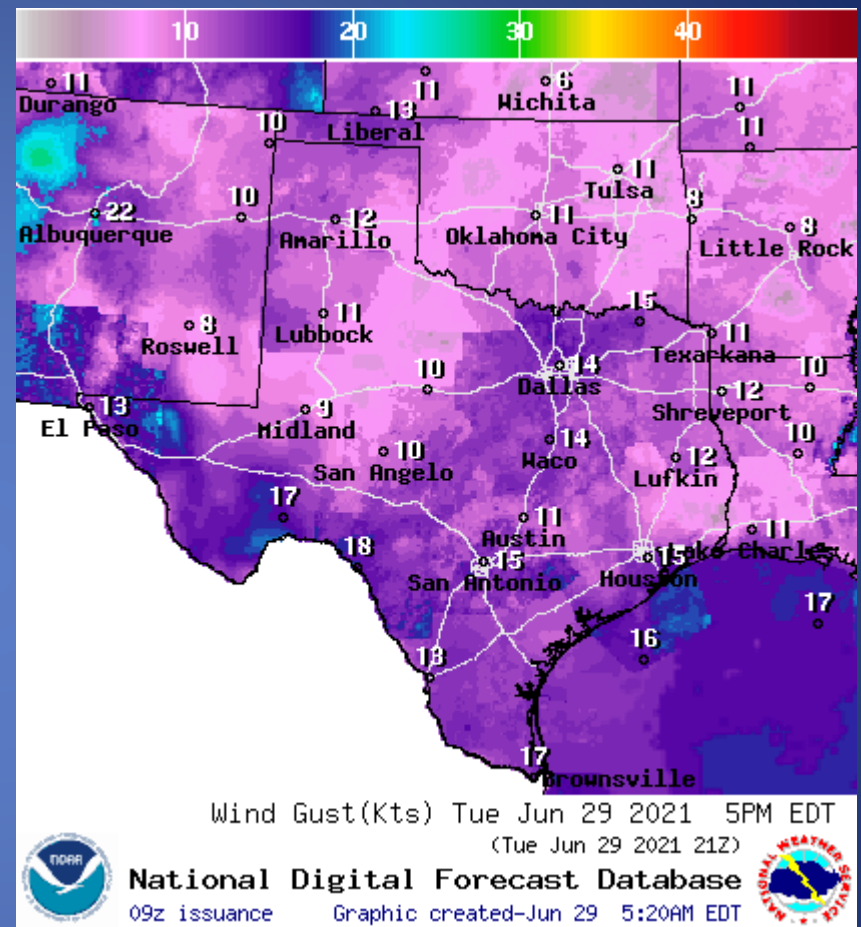 10 20 30 40
11 Durango
11
6 Wichita
11
13 Liberal
11
10
11 Tulsa
22 Albuquerque
10
12 Amarillo
11 Oklahoma City
8
8 Little Rock
8 Roswell
11 Lubbock
15
11 Texarkana
14 Dallas
10
12 Shreveport
10
13 El Paso
9 Midland
10 San Angelo
14 Waco
12 Lufkin
10
17
11 Austin
11
18
15 San Antonio
15 Houston
16
17
13
17 Brownsville
Wind Gust(Kts) Tue Jun 29 2021 5PM EDT
(Tue Jun 29 2021 21Z)
NOAA
National Digital Forecast Database
NATIONAL WEATHER SERVICE
09z issuance Graphic created-Jun 29 5:20AM EDT